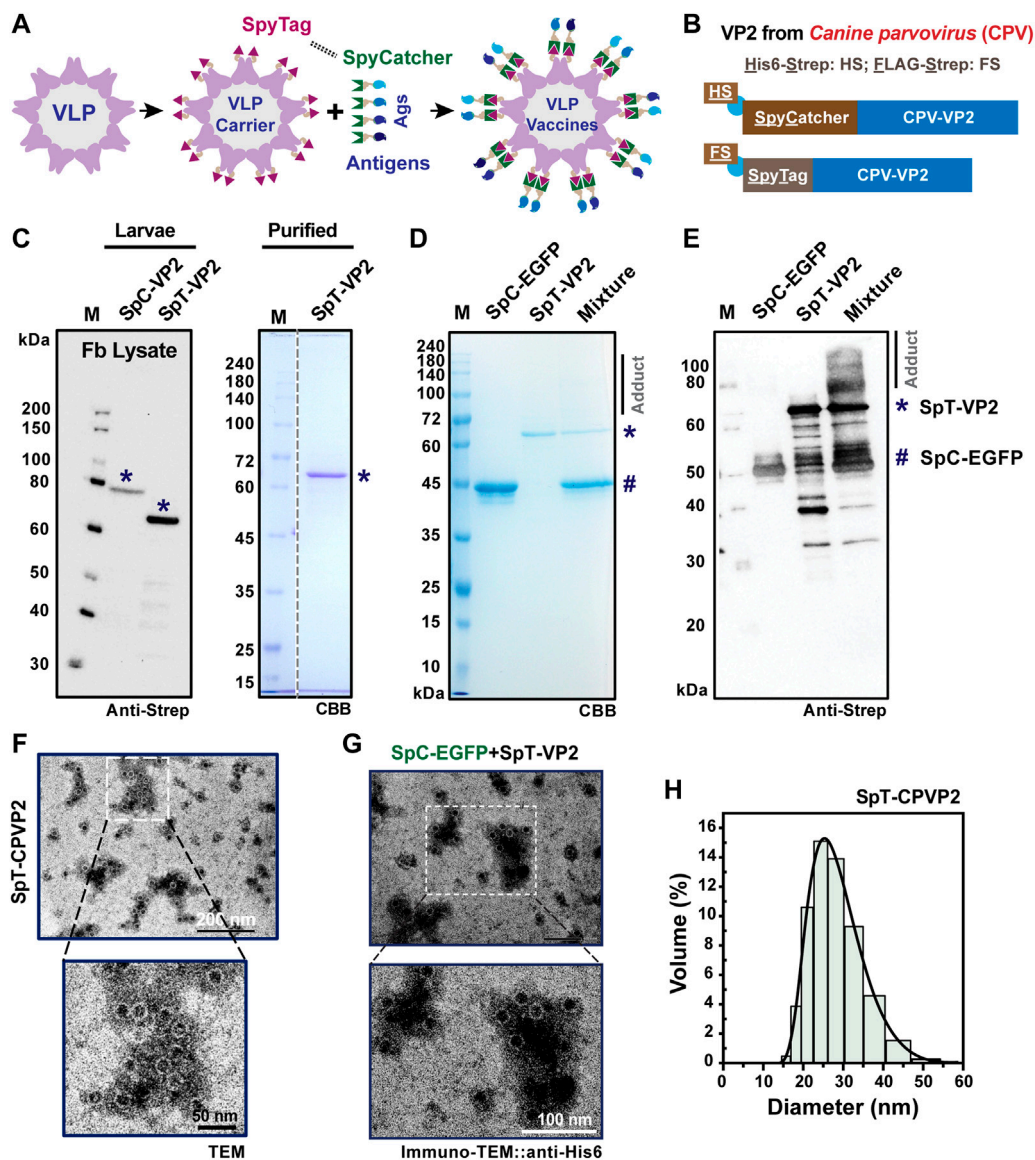 A
SpyTag
SpyCatcher
VLP
VLP
Carrier
+
Ags
Antigens
VLP
Vaccines
B
VP2 from Canine parvovirus (CPV)
His6-Strep: HS; FLAG-Strep: FS
HS
SpyCatcher
CPV-VP2
FS
SpyTag
CPV-VP2
C
Larvae
M
SpC-VP2
SpT-VP2
kDa
Fb Lysate
200
150
100
80
60
50
40
30
*
*
Anti-Strep
Purified
M
SpT-VP2
240
180
140
100
72
60
45
35
25
15
*
CBB
D
M
SpC-EGFP
SpT-VP2
Mixture
240
180
140
100
72
60
45
35
25
15
10
kDa
Adduct
*
#
CBB
E
M
SpC-EGFP
SpT-VP2
Mixture
100
80
60
50
40
30
20
kDa
Adduct
* SpT-VP2
# SpC-EGFP
Anti-Strep
F
SpT-CPVP2
200 nm
50 nm
TEM
G
SpC-EGFP+SpT-VP2
100 nm
Immuno-TEM::anti-His6
H
SpT-CPVP2
Volume (%)
16
14
12
10
8
6
4
2
0
0 10 20 30 40 50 60
Diameter (nm)